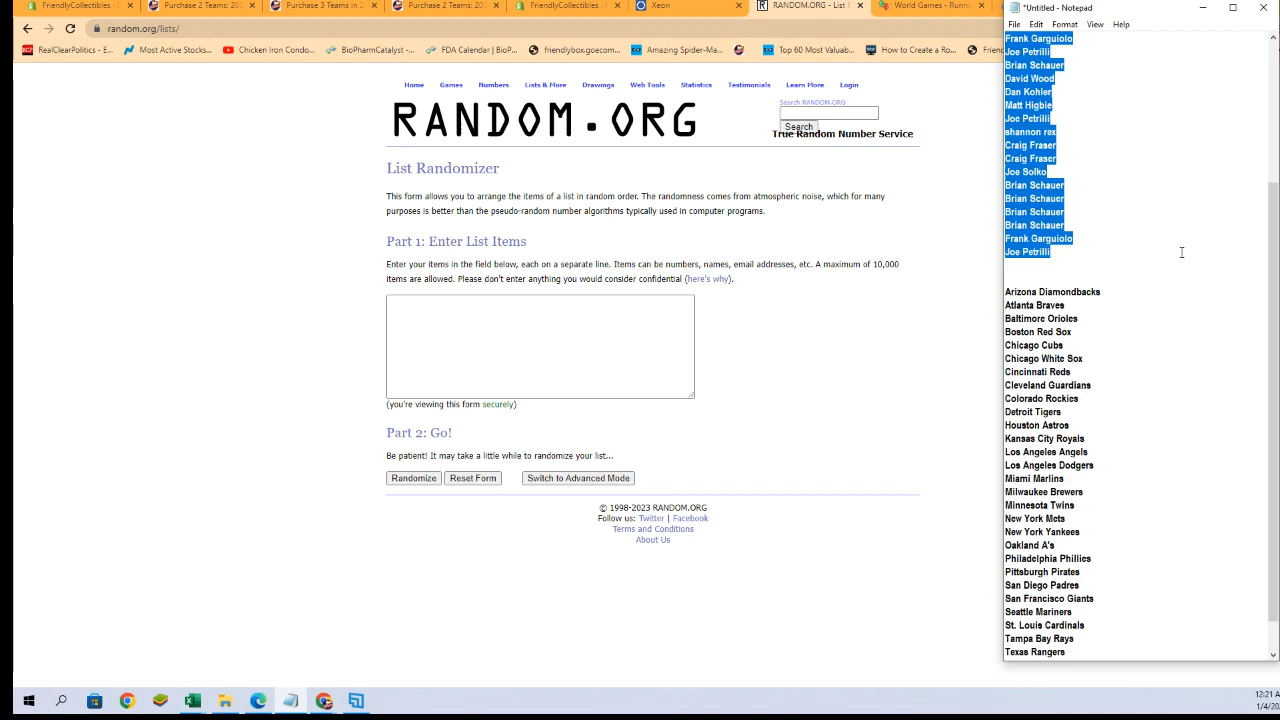 FriendlyCollectibles - C
Purchase 2 Teams: 202
Purchase 3 Teams in 2
Purchase 2 Teams: 202
FriendlyCollectibles - M
Xeon
RANDOM.ORG - List R
World Games - Runni
*Untitled - Notepad
random.org/lists/
File Edit Format View Help
RealClearPolitics - E...
Most Active Stocks...
Chicken Iron Condo...
BioPharmCatalyst -...
FDA Calendar | BioP...
friendlybox.goecom...
Amazing Spider-Ma...
Top 60 Most Valuab...
How to Create a Ro...
Home Games Numbers Lists & More Drawings Web Tools Statistics Testimonials Learn More Login
RANDOM.ORG
Search RANDOM.ORG
Search
True Random Number Service
List Randomizer
This form allows you to arrange the items of a list in random order. The randomness comes from atmospheric noise, which for many
purposes is better than the pseudo-random number algorithms typically used in computer programs.
Part 1: Enter List Items
Enter your items in the field below, each on a separate line. Items can be numbers, names, email addresses, etc. A maximum of 10,000
items are allowed. Please don't enter anything you would consider confidential (here's why).
(you're viewing this form securely)
Part 2: Go!
Be patient! It may take a little while to randomize your list...
Randomize Reset Form Switch to Advanced Mode
© 1998-2023 RANDOM.ORG
Follow us: Twitter | Facebook
Terms and Conditions
About Us
Frank Garguiolo
Joe Petrilli
Brian Schauer
David Wood
Dan Kohler
Matt Higbie
Joe Petrilli
shannon rex
Craig Fraser
Craig Fraser
Joe Solko
Brian Schauer
Brian Schauer
Brian Schauer
Brian Schauer
Frank Garguiolo
Joe Petrilli
Arizona Diamondbacks
Atlanta Braves
Baltimore Orioles
Boston Red Sox
Chicago Cubs
Chicago White Sox
Cincinnati Reds
Cleveland Guardians
Colorado Rockies
Detroit Tigers
Houston Astros
Kansas City Royals
Los Angeles Angels
Los Angeles Dodgers
Miami Marlins
Milwaukee Brewers
Minnesota Twins
New York Mets
New York Yankees
Oakland A's
Philadelphia Phillies
Pittsburgh Pirates
San Diego Padres
San Francisco Giants
Seattle Mariners
St. Louis Cardinals
Tampa Bay Rays
Texas Rangers
12:21 A
1/4/20